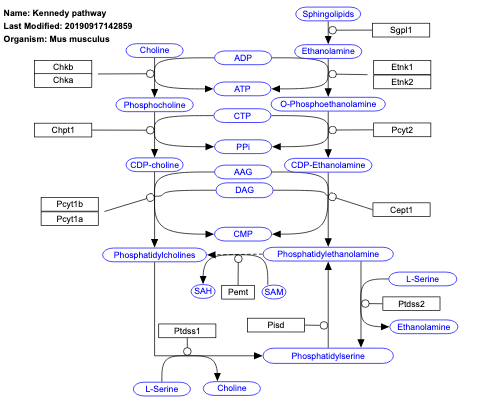 Name: Kennedy pathway
Last Modified: 20190917142859
Organism: Mus musculus
Sphingolipids
Sgpl1
Choline
ADP
Ethanolamine
Chkb
Chka
Etnk1
Etnk2
ATP
Phosphocholine
O-Phosphoethanolamine
CTP
Chpt1
Pcyt2
PPi
CDP-choline
CDP-Ethanolamine
AAG
DAG
Pcyt1b
Pcyt1a
Cept1
CMP
Phosphatidylcholines
Phosphatidylethanolamine
L-Serine
SAH
Pemt
SAM
Ptdss2
Ptdss1
Pisd
Ethanolamine
Phosphatidylserine
L-Serine
Choline